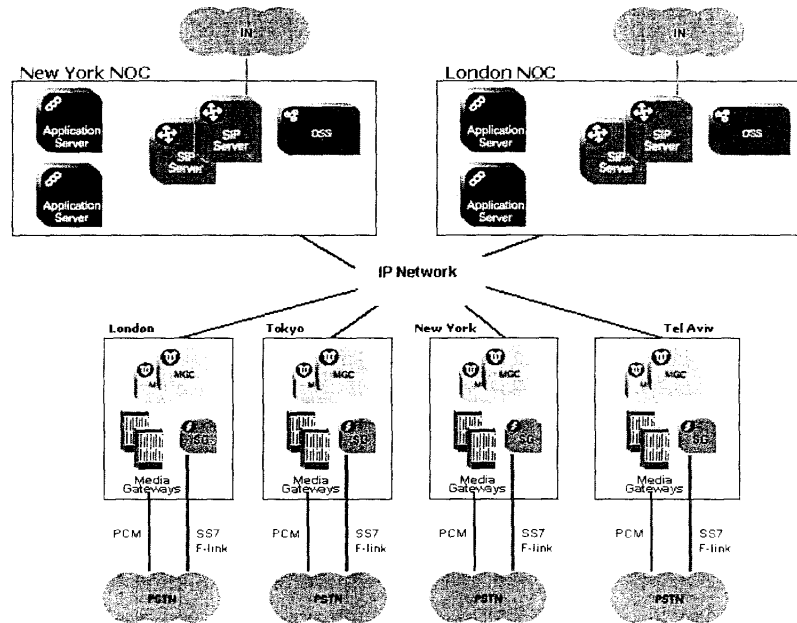 IN
IN
New York NOC
London NOC
Application
Server
SIP
Server
SIP
Server
OSS
Application
Server
Application
Server
SIP
Server
SIP
Server
OSS
Application
Server
IP Network
London
Tokyo
New York
Tel Aviv
M
MGC
M
MGC
M
MGC
M
MGC
SG
SG
SG
SG
Media
Gateways
Media
Gateways
Media
Gateways
Media
Gateways
PCM
SS7
F-link
PCM
SS7
F-link
PCM
SS7
F-link
PCM
SS7
F-link
PSTN
PSTN
PSTN
PSTN